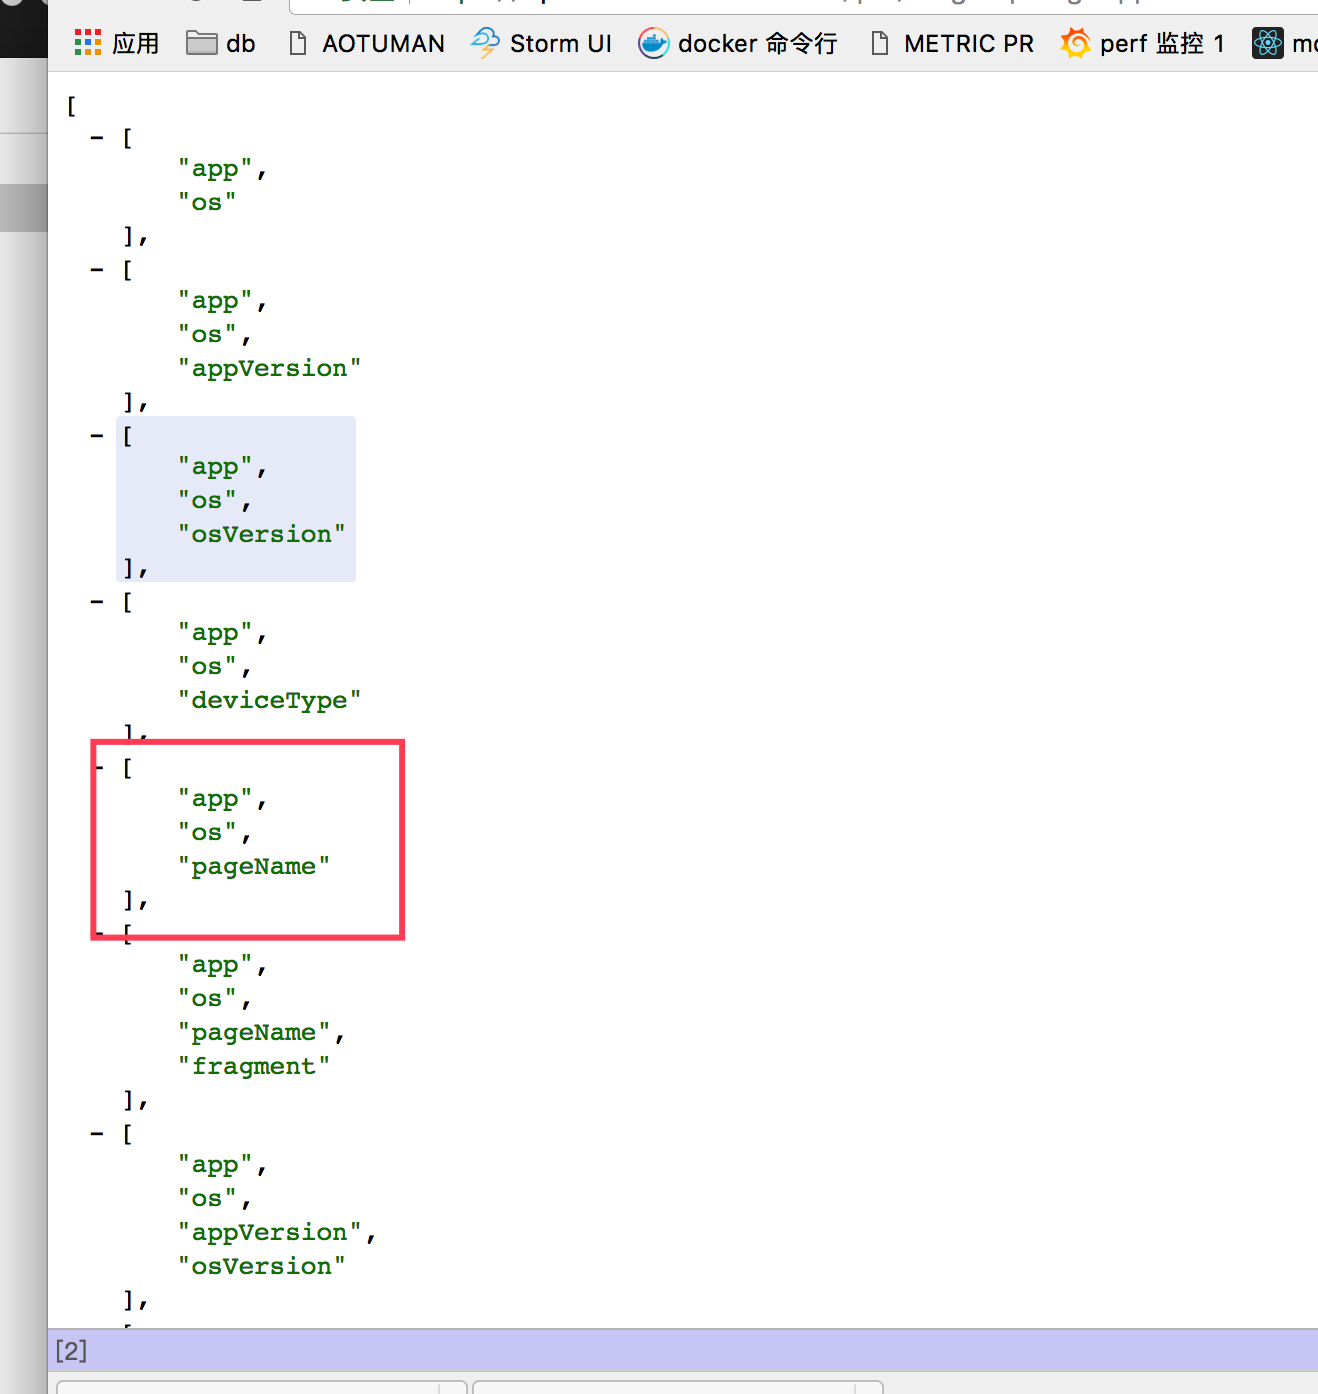 应用 db AOTUMAN Storm UI docker 命令行 METRIC PR perf 监控 1
[
- [
"app",
"os"
],
- [
"app",
"os",
"appVersion"
],
- [
"app",
"os",
"osVersion"
],
- [
"app",
"os",
"deviceType"
],
- [
"app",
"os",
"pageName"
],
- [
"app",
"os",
"pageName",
"fragment"
],
- [
"app",
"os",
"appVersion",
"osVersion"
],
[2]